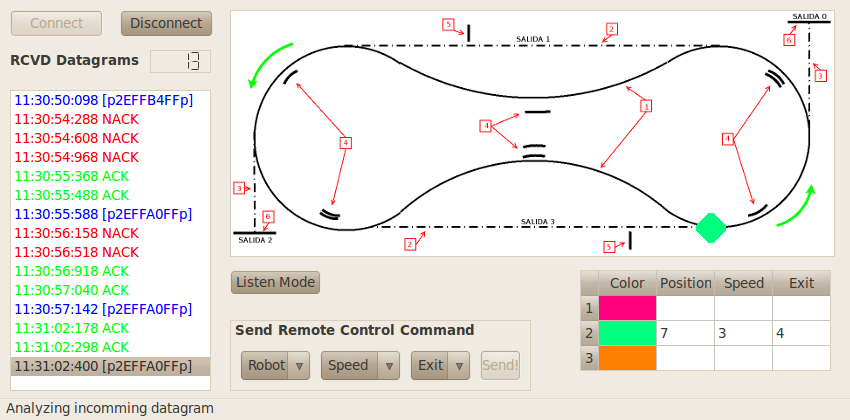 Connect
Disconnect
RCVD Datagrams
13
11:30:50:098 [p2EFFB4FFp]
11:30:54:288 NACK
11:30:54:608 NACK
11:30:54:968 NACK
11:30:55:368 ACK
11:30:55:488 ACK
11:30:55:588 [p2EFFA0FFp]
11:30:56:158 NACK
11:30:56:518 NACK
11:30:56:918 ACK
11:30:57:040 ACK
11:30:57:142 [p2EFFA0FFp]
11:31:02:178 ACK
11:31:02:298 ACK
11:31:02:400 [p2EFFA0FFp]
SALIDA 0
5
2
6
SALIDA 1
3
1
4
4
4
3
6
SALIDA 2
SALIDA 3
2
5
Listen Mode
Send Remote Control Command
Robot
Speed
Exit
Send!
Color Position Speed Exit
1
2 7 3 4
3
Analyzing incomming datagram